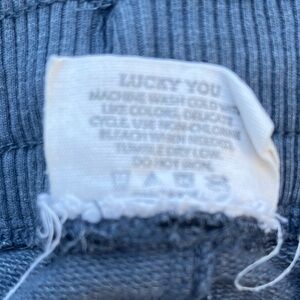 LUCKY YOU
MACHINE WASH COLD WITH
LIKE COLORS, DELICATE
CYCLE. USE NON-CHLORINE
BLEACH WHEN NEEDED.
TUMBLE DRY LOW.
DO NOT IRON.